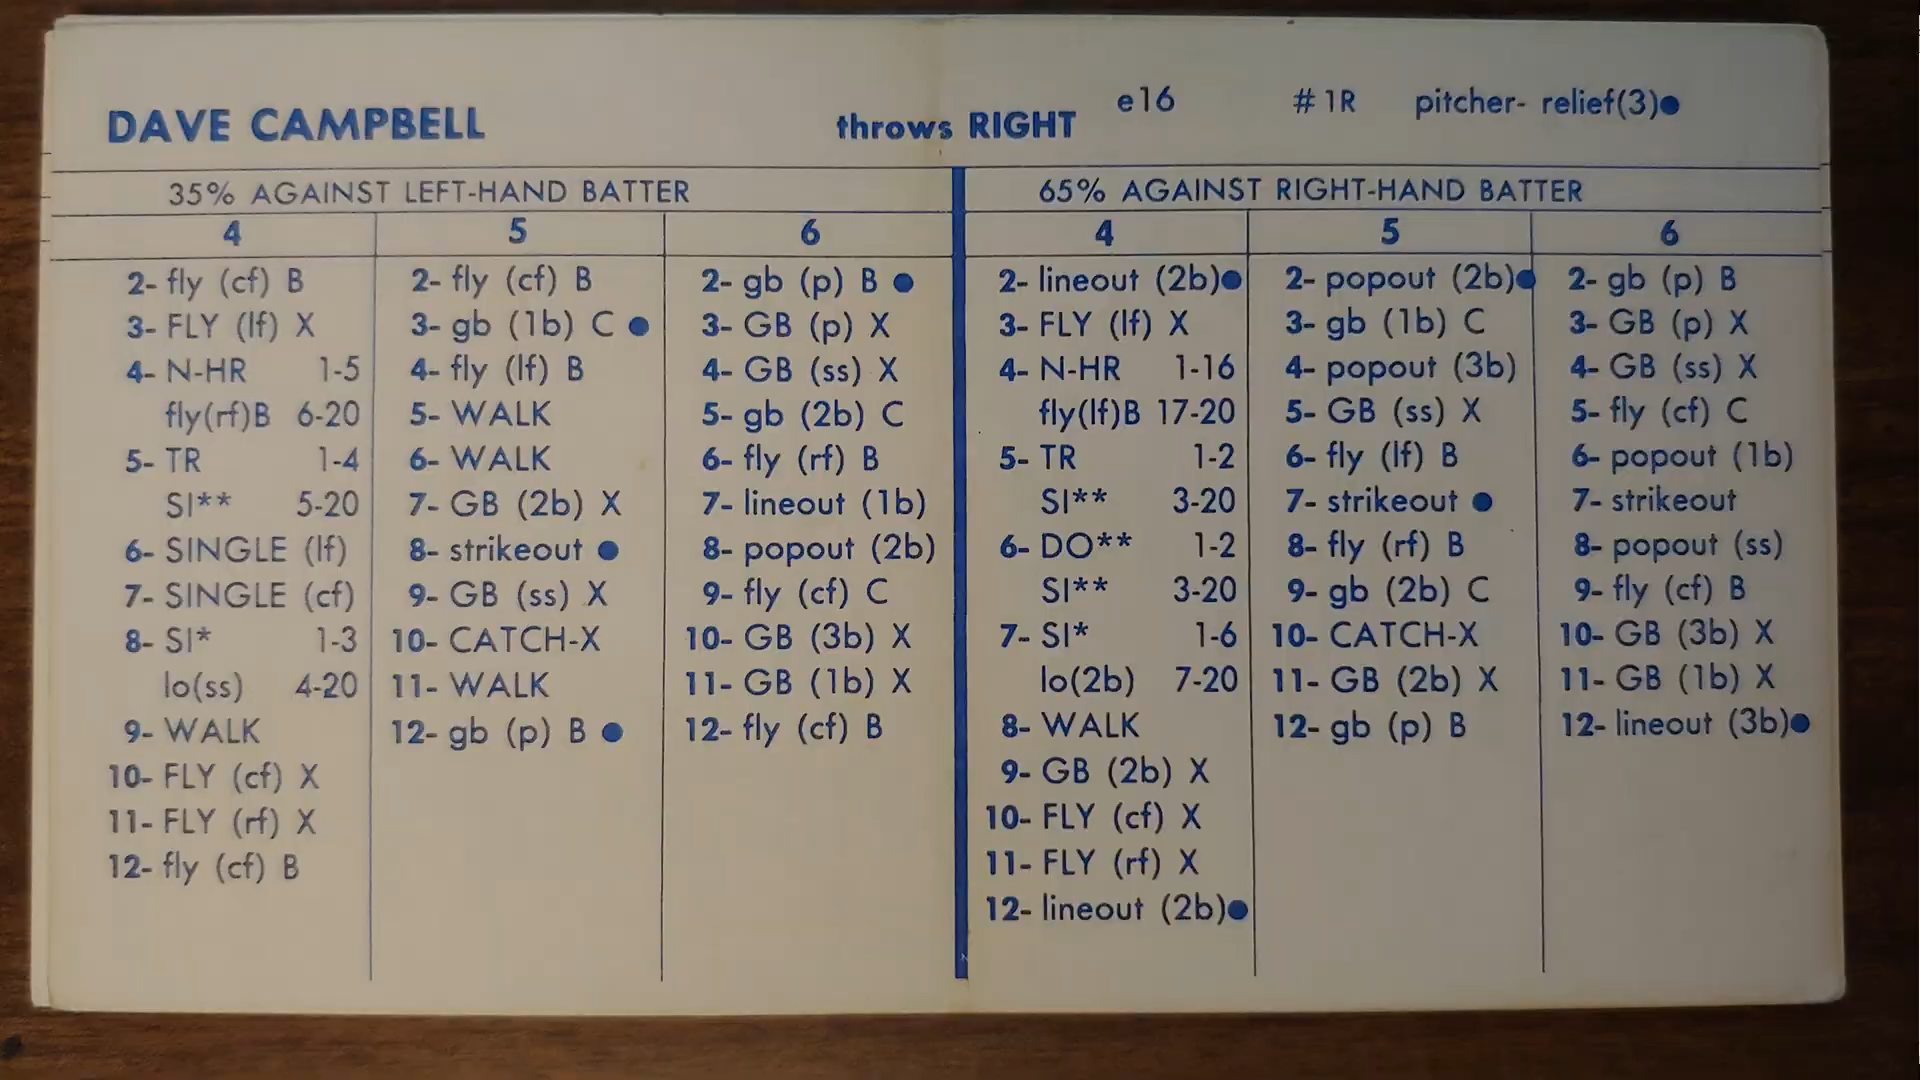 DAVE CAMPBELL throws RIGHT e16 #1R pitcher- relief(3)●
35% AGAINST LEFT-HAND BATTER
4
2- fly (cf) B
3- FLY (lf) X
4- N-HR 1-5
fly(rf)B 6-20
5- TR 1-4
SI** 5-20
6- SINGLE (lf)
7- SINGLE (cf)
8- SI* 1-3
lo(ss) 4-20
9- WALK
10- FLY (cf) X
11- FLY (rf) X
12- fly (cf) B
5
2- fly (cf) B
3- gb (1b) C ●
4- fly (lf) B
5- WALK
6- WALK
7- GB (2b) X
8- strikeout ●
9- GB (ss) X
10- CATCH-X
11- WALK
12- gb (p) B ●
6
2- gb (p) B ●
3- GB (p) X
4- GB (ss) X
5- gb (2b) C
6- fly (rf) B
7- lineout (1b)
8- popout (2b)
9- fly (cf) C
10- GB (3b) X
11- GB (1b) X
12- fly (cf) B
65% AGAINST RIGHT-HAND BATTER
4
2- lineout (2b)●
3- FLY (lf) X
4- N-HR 1-16
fly(lf)B 17-20
5- TR 1-2
SI** 3-20
6- DO** 1-2
SI** 3-20
7- SI* 1-6
lo(2b) 7-20
8- WALK
9- GB (2b) X
10- FLY (cf) X
11- FLY (rf) X
12- lineout (2b)●
5
2- popout (2b)●
3- gb (1b) C
4- popout (3b)
5- GB (ss) X
6- fly (lf) B
7- strikeout ●
8- fly (rf) B
9- gb (2b) C
10- CATCH-X
11- GB (2b) X
12- gb (p) B
6
2- gb (p) B
3- GB (p) X
4- GB (ss) X
5- fly (cf) C
6- popout (1b)
7- strikeout
8- popout (ss)
9- fly (cf) B
10- GB (3b) X
11- GB (1b) X
12- lineout (3b)●